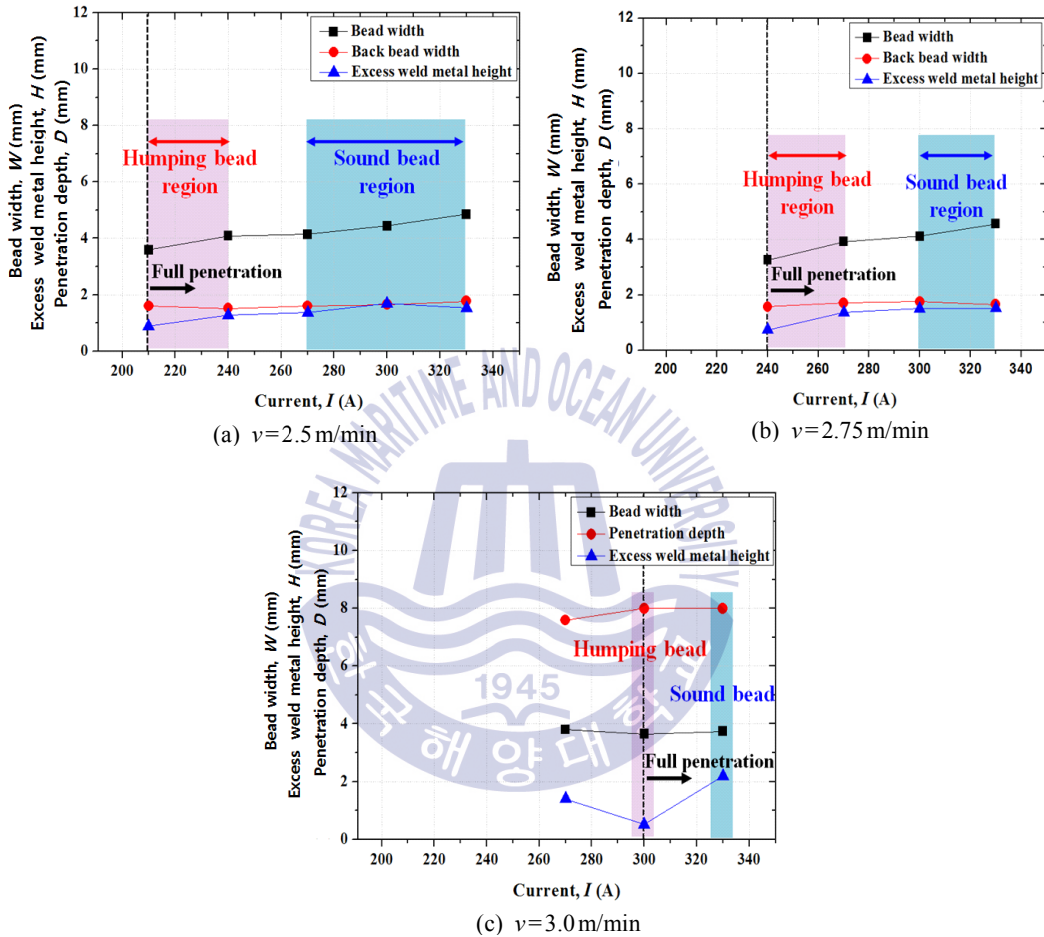 12
10
8
6
4
2
0
Bead width, W (mm)
Excess weld metal height, H (mm)
Penetration depth, D (mm)
Bead width
Back bead width
Excess weld metal height
Humping bead
region
Sound bead
region
Full penetration
200 220 240 260 280 300 320 340
Current, I (A)
(a) v=2.5 m/min
12
10
8
6
4
2
0
Bead width, W (mm)
Excess weld metal height, H (mm)
Penetration depth, D (mm)
Bead width
Back bead width
Excess weld metal height
Humping bead
region
Sound bead
region
Full penetration
200 220 240 260 280 300 320 340
Current, I (A)
(b) v=2.75 m/min
12
10
8
6
4
2
0
Bead width, W (mm)
Excess weld metal height, H (mm)
Penetration depth, D (mm)
Bead width
Penetration depth
Excess weld metal height
Humping bead
Sound bead
Full penetration
200 220 240 260 280 300 320 340
Current, I (A)
(c) v=3.0 m/min
KOREA MARITIME AND OCEAN UNIVERSITY
1945
한국해양대학교